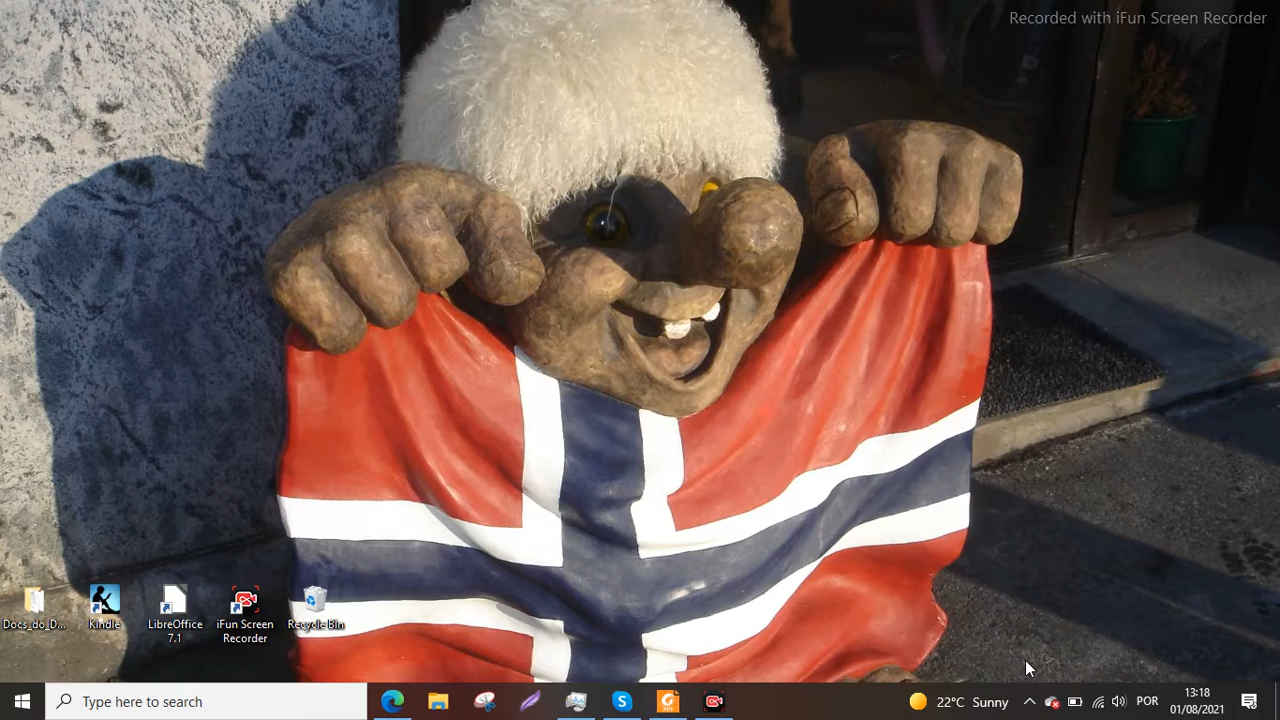 Recorded with iFun Screen Recorder
Docs_do_D...
Kindle
LibreOffice
7.1
iFun Screen
Recorder
Recycle Bin
Type here to search
22°C Sunny
POR
13:18
01/08/2021